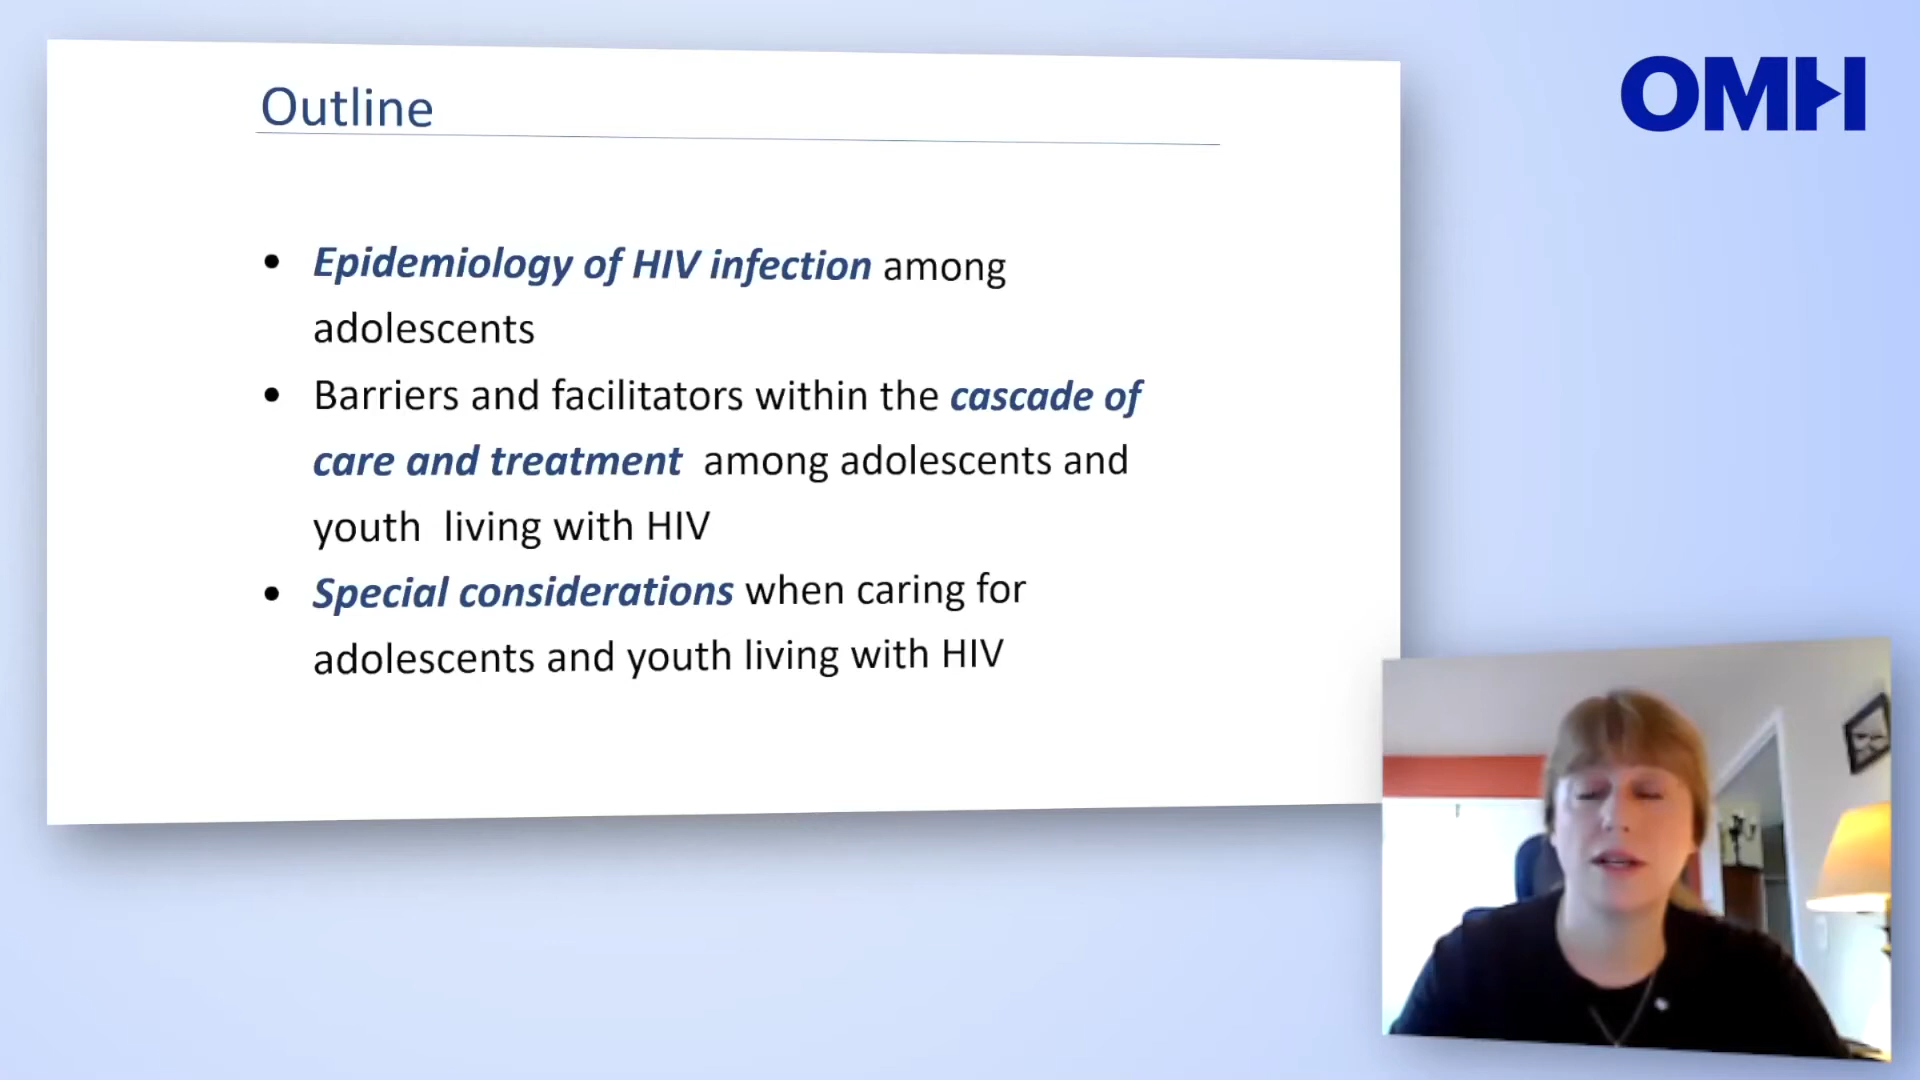 Outline
OMH
• Epidemiology of HIV infection among
adolescents
• Barriers and facilitators within the cascade of
care and treatment among adolescents and
youth living with HIV
• Special considerations when caring for
adolescents and youth living with HIV